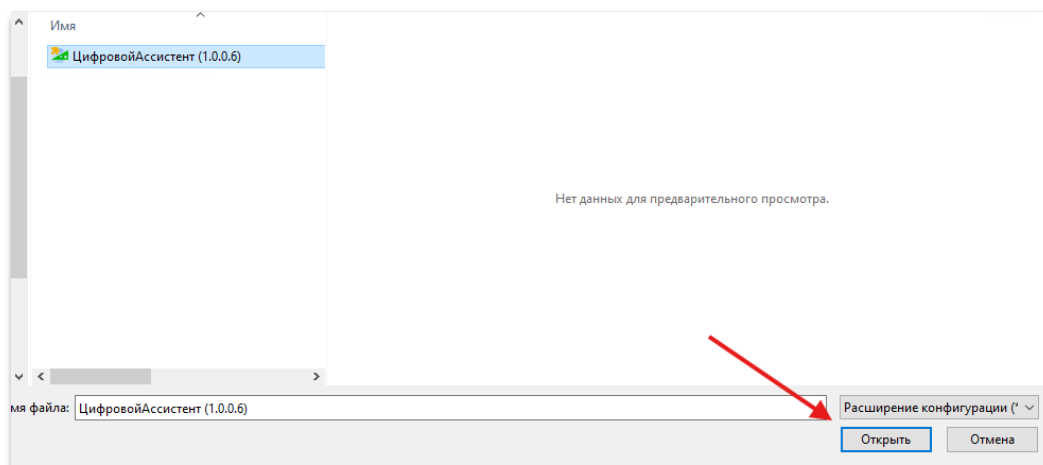 Имя
ЦифровойАссистент (1.0.0.6)
Нет данных для предварительного просмотра.
мя файла: ЦифровойАссистент (1.0.0.6)
Расширение конфигурации (*
Открыть Отмена